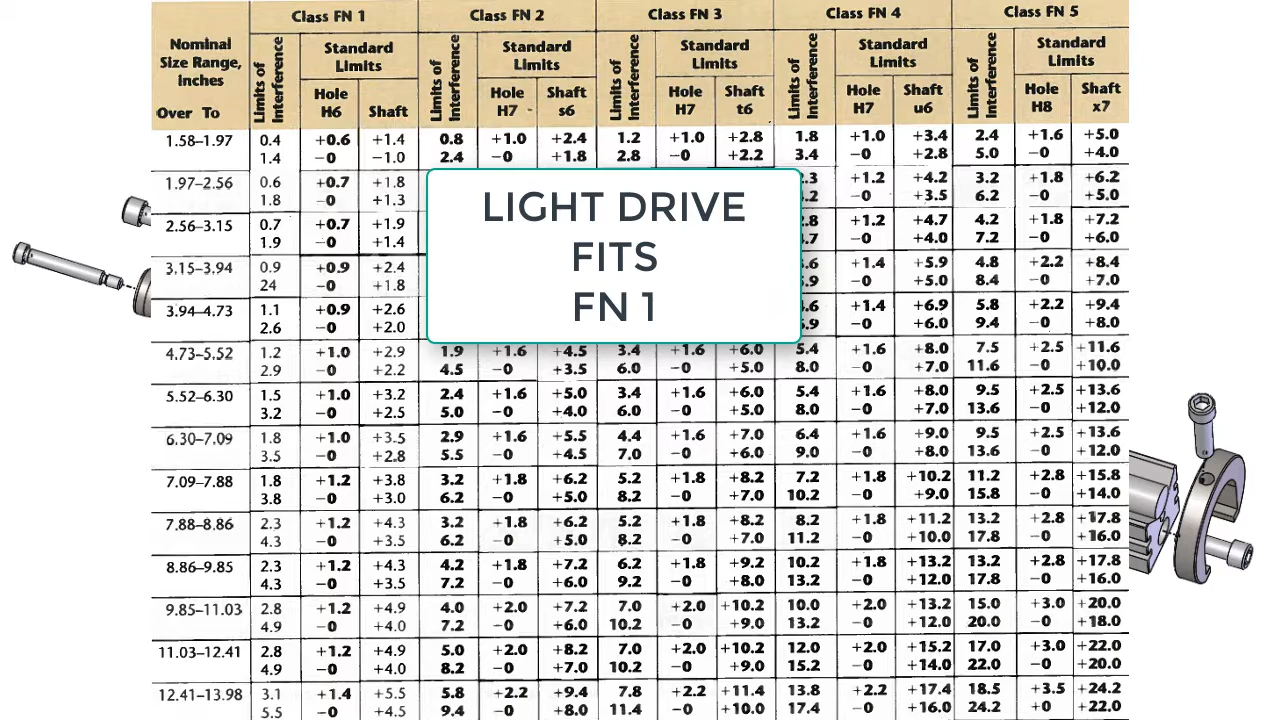 Class FN 1 Class FN 2 Class FN 3 Class FN 4 Class FN 5
Nominal
Size Range,
inches
Over To
Limits of
Interference
Standard
Limits
Hole
H6
Shaft
Limits of
Interference
Standard
Limits
Hole
H7
Shaft
s6
Limits of
Interference
Standard
Limits
Hole
H7
Shaft
t6
Limits of
Interference
Standard
Limits
Hole
H7
Shaft
u6
Limits of
Interference
Standard
Limits
Hole
H8
Shaft
x7
1.58–1.97 0.4 +0.6 +1.4 0.8 +1.0 +2.4 1.2 +1.0 +2.8 1.8 +1.0 +3.4 2.4 +1.6 +5.0
1.4 −0 −1.0 2.4 −0 +1.8 2.8 −0 +2.2 3.4 −0 +2.8 5.0 −0 +4.0
1.97–2.56 0.6 +0.7 +1.8 +1.2 +4.2 3.2 +1.8 +6.2
1.8 −0 +1.3 −0 +3.5 6.2 −0 +5.0
2.56–3.15 0.7 +0.7 +1.9 +1.2 +4.7 4.2 +1.8 +7.2
1.9 −0 +1.4 −0 +4.0 7.2 −0 +6.0
3.15–3.94 0.9 +0.9 +2.4 +1.4 +5.9 4.8 +2.2 +8.4
24 −0 +1.8 −0 +5.0 8.4 −0 +7.0
3.94–4.73 1.1 +0.9 +2.6 +1.4 +6.9 5.8 +2.2 +9.4
2.6 −0 +2.0 −0 +6.0 9.4 −0 +8.0
LIGHT DRIVE
FITS
FN 1
4.73–5.52 1.2 +1.0 +2.9 1.9 +1.6 +4.5 3.4 +1.6 +6.0 5.4 +1.6 +8.0 7.5 +2.5 +11.6
2.9 −0 +2.2 4.5 −0 +3.5 6.0 −0 +5.0 8.0 −0 +7.0 11.6 −0 +10.0
5.52–6.30 1.5 +1.0 +3.2 2.4 +1.6 +5.0 3.4 +1.6 +6.0 5.4 +1.6 +8.0 9.5 +2.5 +13.6
3.2 −0 +2.5 5.0 −0 +4.0 6.0 −0 +5.0 8.0 −0 +7.0 13.6 −0 +12.0
6.30–7.09 1.8 +1.0 +3.5 2.9 +1.6 +5.5 4.4 +1.6 +7.0 6.4 +1.6 +9.0 9.5 +2.5 +13.6
3.5 −0 +2.8 5.5 −0 +4.5 7.0 −0 +6.0 9.0 −0 +8.0 13.6 −0 +12.0
7.09–7.88 1.8 +1.2 +3.8 3.2 +1.8 +6.2 5.2 +1.8 +8.2 7.2 +1.8 +10.2 11.2 +2.8 +15.8
3.8 −0 +3.0 6.2 −0 +5.0 8.2 −0 +7.0 10.2 −0 +9.0 15.8 −0 +14.0
7.88–8.86 2.3 +1.2 +4.3 3.2 +1.8 +6.2 5.2 +1.8 +8.2 8.2 +1.8 +11.2 13.2 +2.8 +17.8
4.3 −0 +3.5 6.2 −0 +5.0 8.2 −0 +7.0 11.2 −0 +10.0 17.8 −0 +16.0
8.86–9.85 2.3 +1.2 +4.3 4.2 +1.8 +7.2 6.2 +1.8 +9.2 10.2 +1.8 +13.2 13.2 +2.8 +17.8
4.3 −0 +3.5 7.2 −0 +6.0 9.2 −0 +8.0 13.2 −0 +12.0 17.8 −0 +16.0
9.85–11.03 2.8 +1.2 +4.9 4.0 +2.0 +7.2 7.0 +2.0 +10.2 10.0 +2.0 +13.2 15.0 +3.0 +20.0
4.9 −0 +4.0 7.2 −0 +6.0 10.2 −0 +9.0 13.2 −0 +12.0 20.0 −0 +18.0
11.03–12.41 2.8 +1.2 +4.9 5.0 +2.0 +8.2 7.0 +2.0 +10.2 12.0 +2.0 +15.2 17.0 +3.0 +22.0
4.9 −0 +4.0 8.2 −0 +7.0 10.2 −0 +9.0 15.2 −0 +14.0 22.0 −0 +20.0
12.41–13.98 3.1 +1.4 +5.5 5.8 +2.2 +9.4 7.8 +2.2 +11.4 13.8 +2.2 +17.4 18.5 +3.5 +24.2
5.5 −0 +4.5 9.4 −0 +8.0 11.4 −0 +10.0 17.4 −0 +16.0 24.2 +0 +22.0